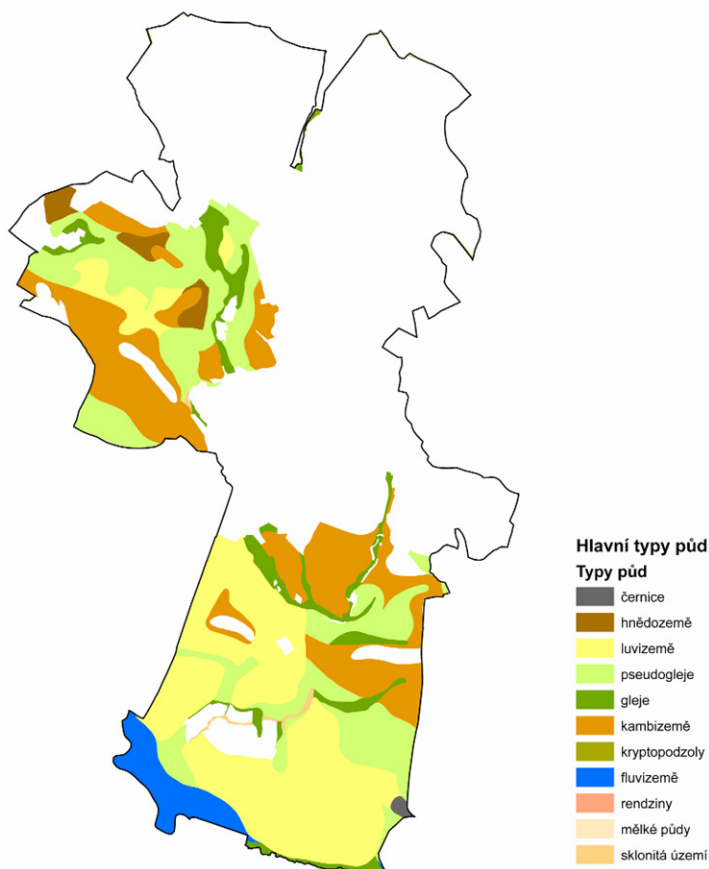 Hlavní typy půd
Typy půd
černice
hnědozemě
luvizemě
pseudogleje
gleje
kambizemě
kryptopodzoly
fluvizemě
rendziny
mělké půdy
sklonitá území